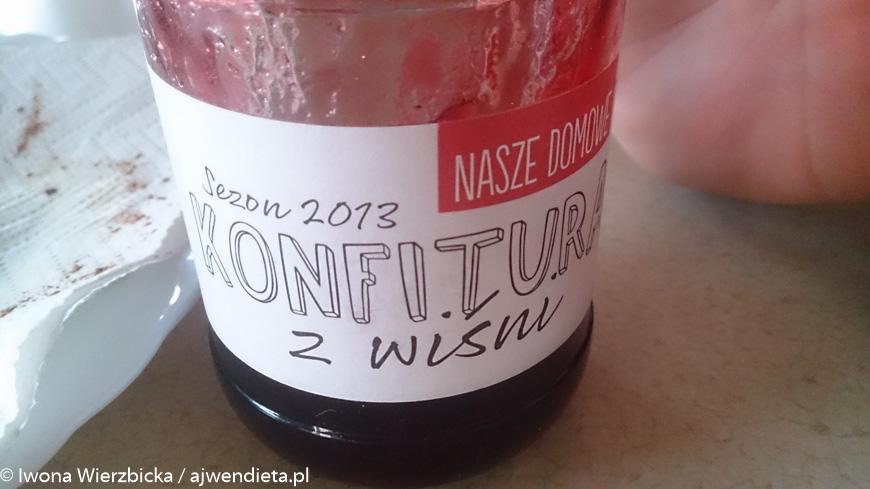 NASZE DOMOWE
Sezon 2013
KONFITURA
z wiśni
© Iwona Wierzbicka / ajwendieta.pl